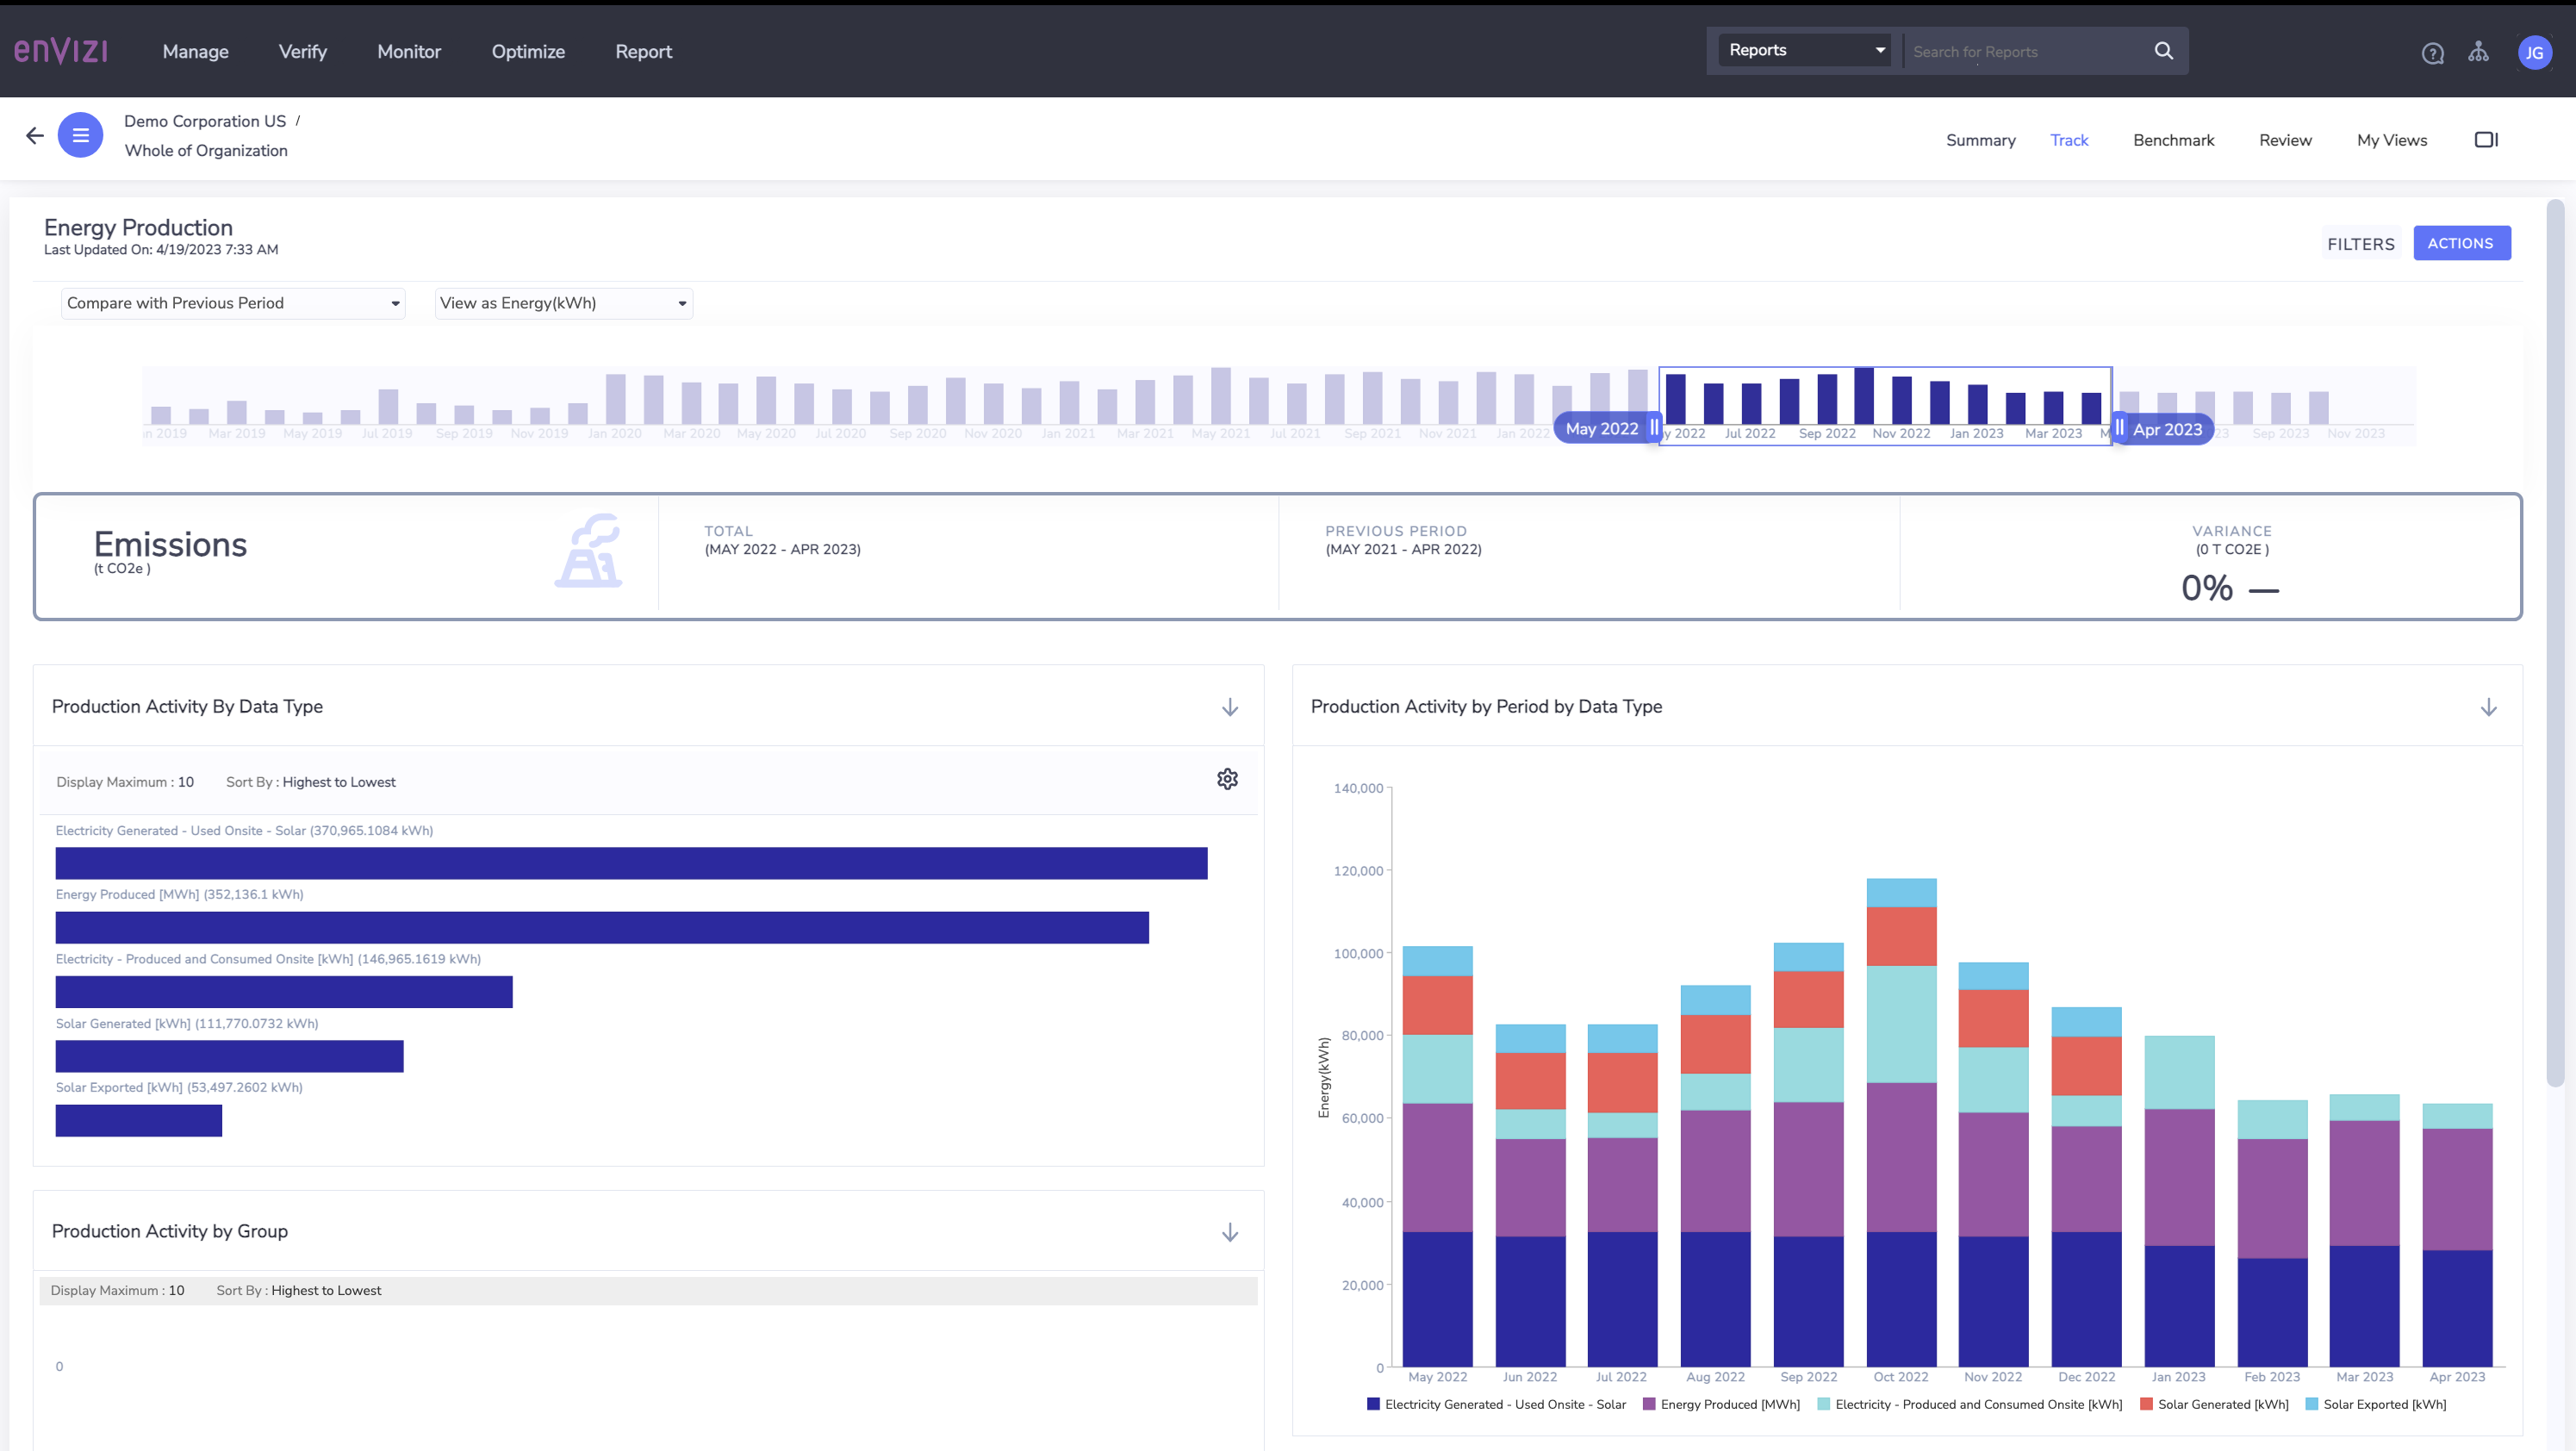 enVIZI
Manage Verify Monitor Optimize Report
Reports Search for Reports
? JG
Demo Corporation US /
Whole of Organization
Summary Track Benchmark Review My Views
Energy Production
Last Updated On: 4/19/2023 7:33 AM
FILTERS ACTIONS
Compare with Previous Period View as Energy(kWh)
n 2019 Mar 2019 May 2019 Jul 2019 Sep 2019 Nov 2019 Jan 2020 Mar 2020 May 2020 Jul 2020 Sep 2020 Nov 2020 Jan 2021 Mar 2021 May 2021 Jul 2021 Sep 2021 Nov 2021 Jan 2022 May 2022 y 2022 Jul 2022 Sep 2022 Nov 2022 Jan 2023 Mar 2023 M Apr 2023 23 Sep 2023 Nov 2023
Emissions
(t CO2e )
TOTAL
(MAY 2022 - APR 2023)
PREVIOUS PERIOD
(MAY 2021 - APR 2022)
VARIANCE
(0 T CO2E )
0% —
Production Activity By Data Type
Display Maximum : 10 Sort By : Highest to Lowest
Electricity Generated - Used Onsite - Solar (370,965.1084 kWh)
Energy Produced [MWh] (352,136.1 kWh)
Electricity - Produced and Consumed Onsite [kWh] (146,965.1619 kWh)
Solar Generated [kWh] (111,770.0732 kWh)
Solar Exported [kWh] (53,497.2602 kWh)
Production Activity by Group
Display Maximum : 10 Sort By : Highest to Lowest
0
Production Activity by Period by Data Type
Energy(kWh)
140,000
120,000
100,000
80,000
60,000
40,000
20,000
0
May 2022 Jun 2022 Jul 2022 Aug 2022 Sep 2022 Oct 2022 Nov 2022 Dec 2022 Jan 2023 Feb 2023 Mar 2023 Apr 2023
Electricity Generated - Used Onsite - Solar Energy Produced [MWh] Electricity - Produced and Consumed Onsite [kWh] Solar Generated [kWh] Solar Exported [kWh]